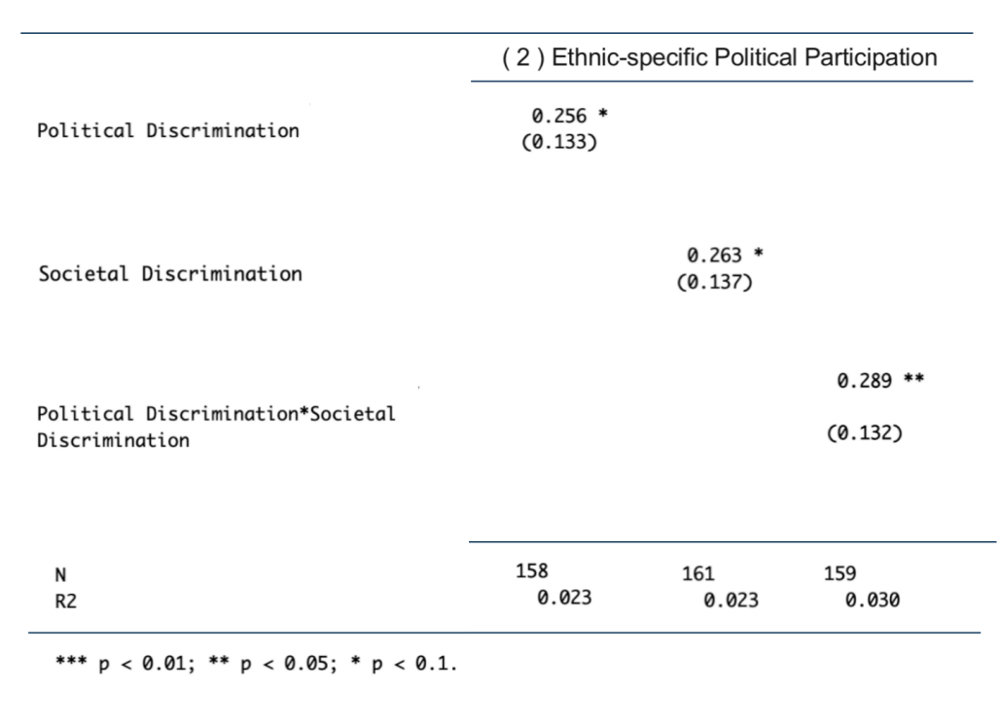 ( 2 ) Ethnic-specific Political Participation
Political Discrimination
0.256 *
(0.133)
Societal Discrimination
0.263 *
(0.137)
Political Discrimination*Societal
Discrimination
0.289 **
(0.132)
N 158 161 159
R2 0.023 0.023 0.030
*** p < 0.01; ** p < 0.05; * p < 0.1.